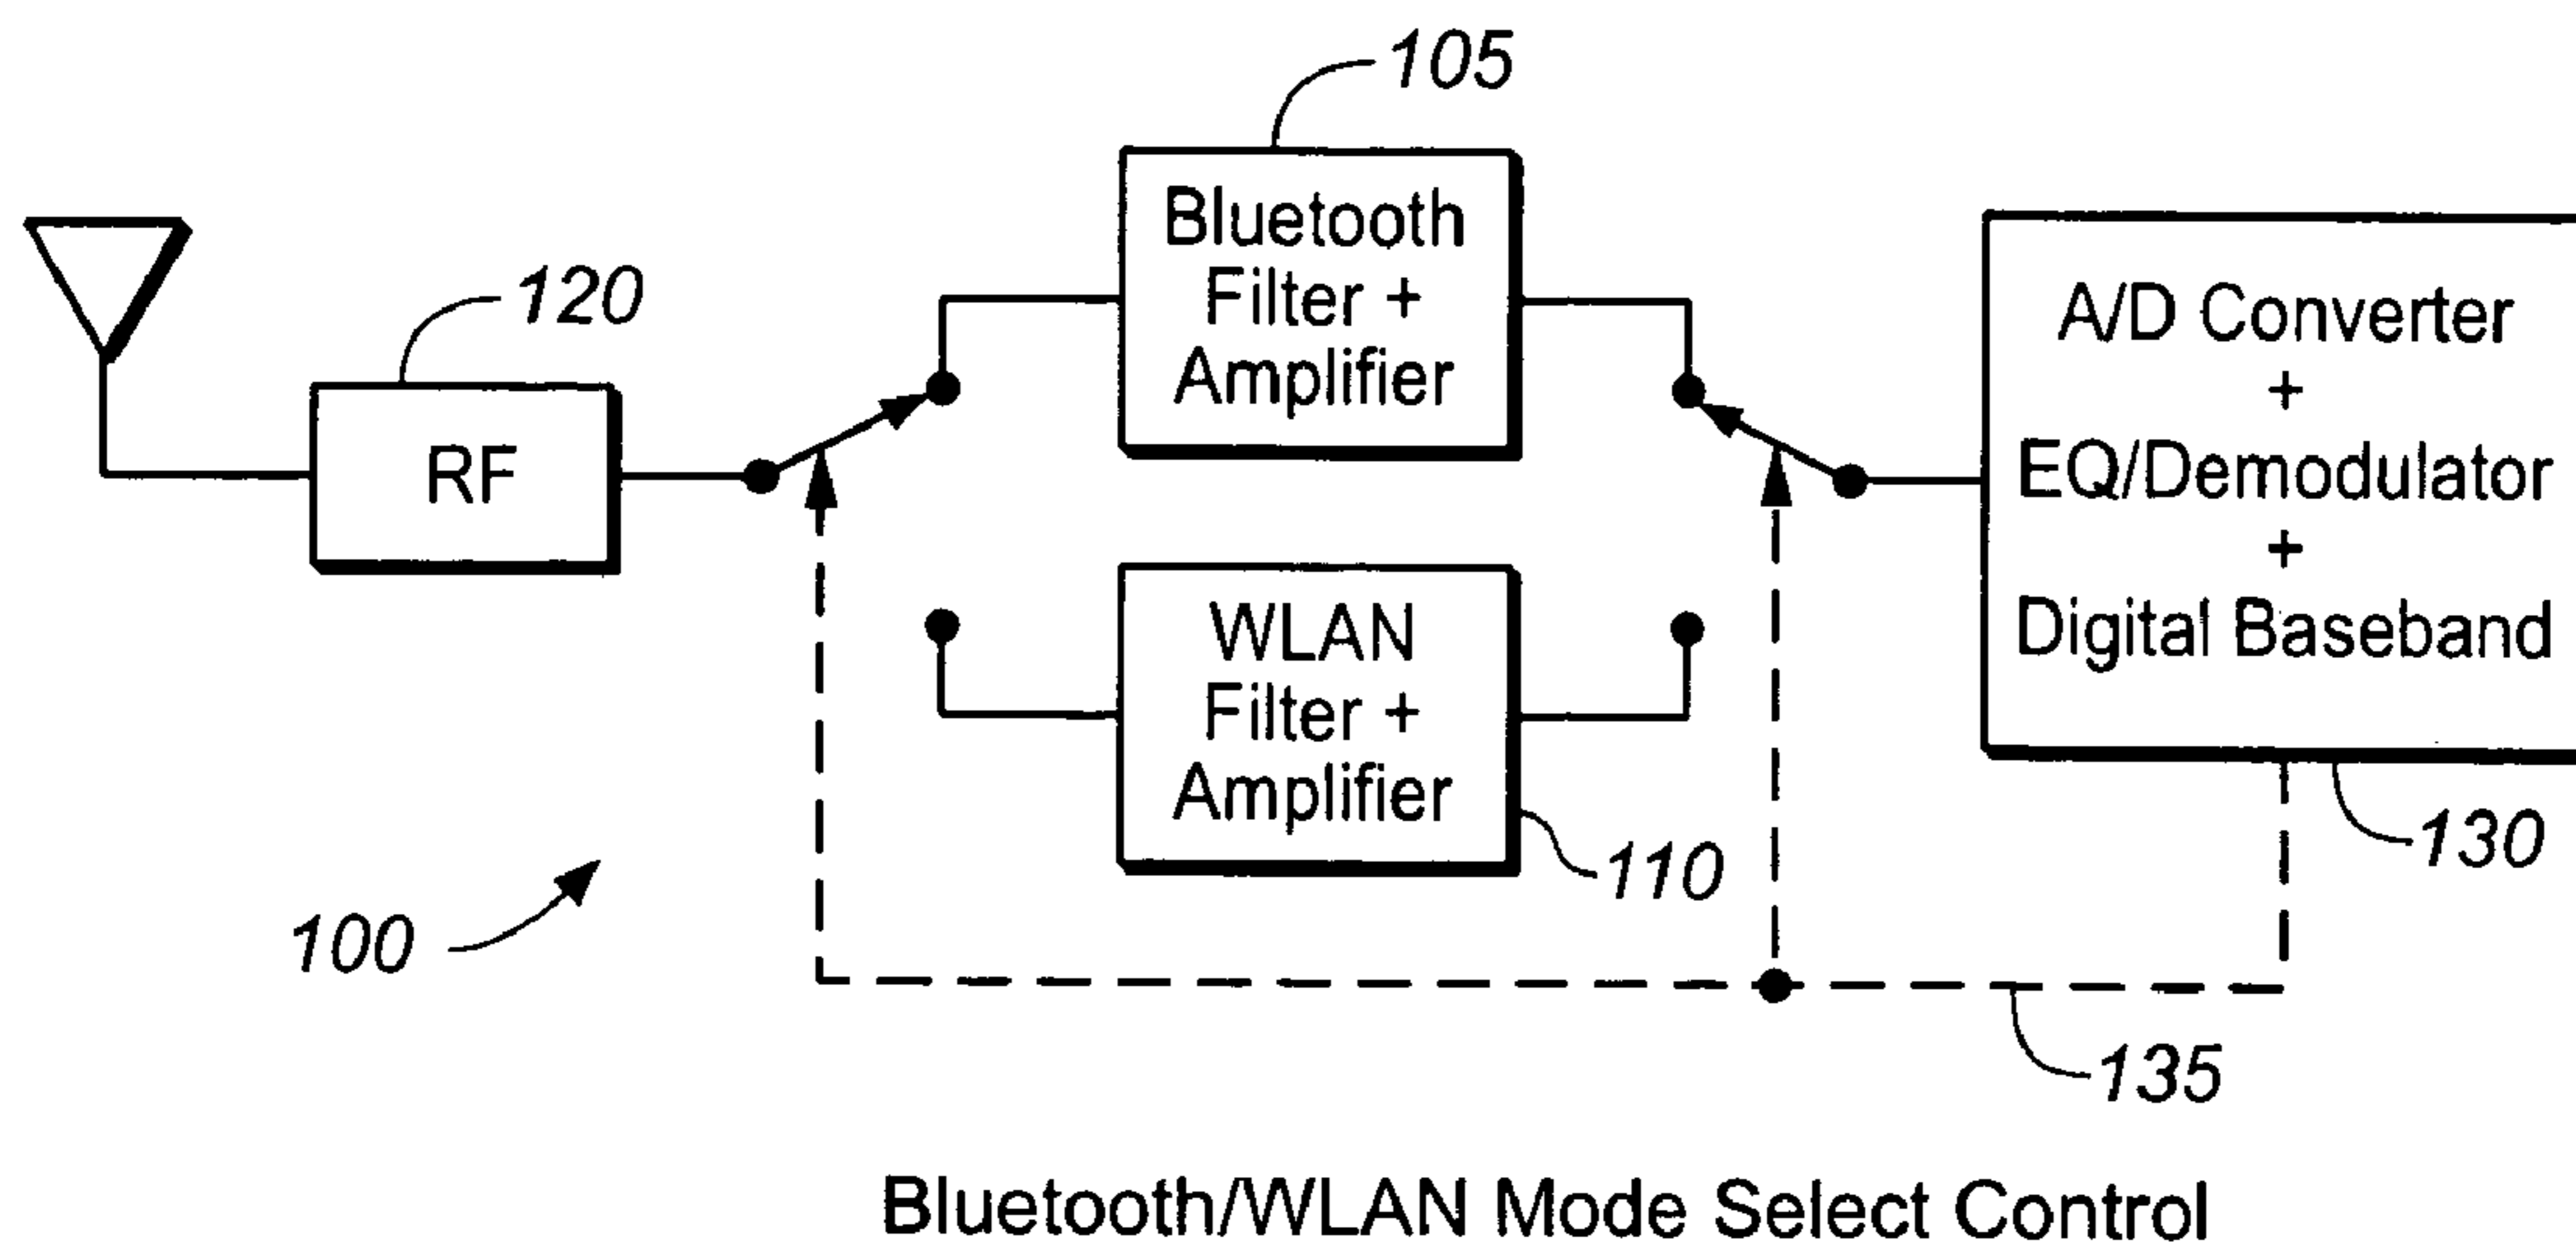 105
Bluetooth
Filter +
Amplifier
120
RF
A/D Converter
+
EQ/Demodulator
+
Digital Baseband
WLAN
Filter +
Amplifier
110
130
100
135
Bluetooth/WLAN Mode Select Control